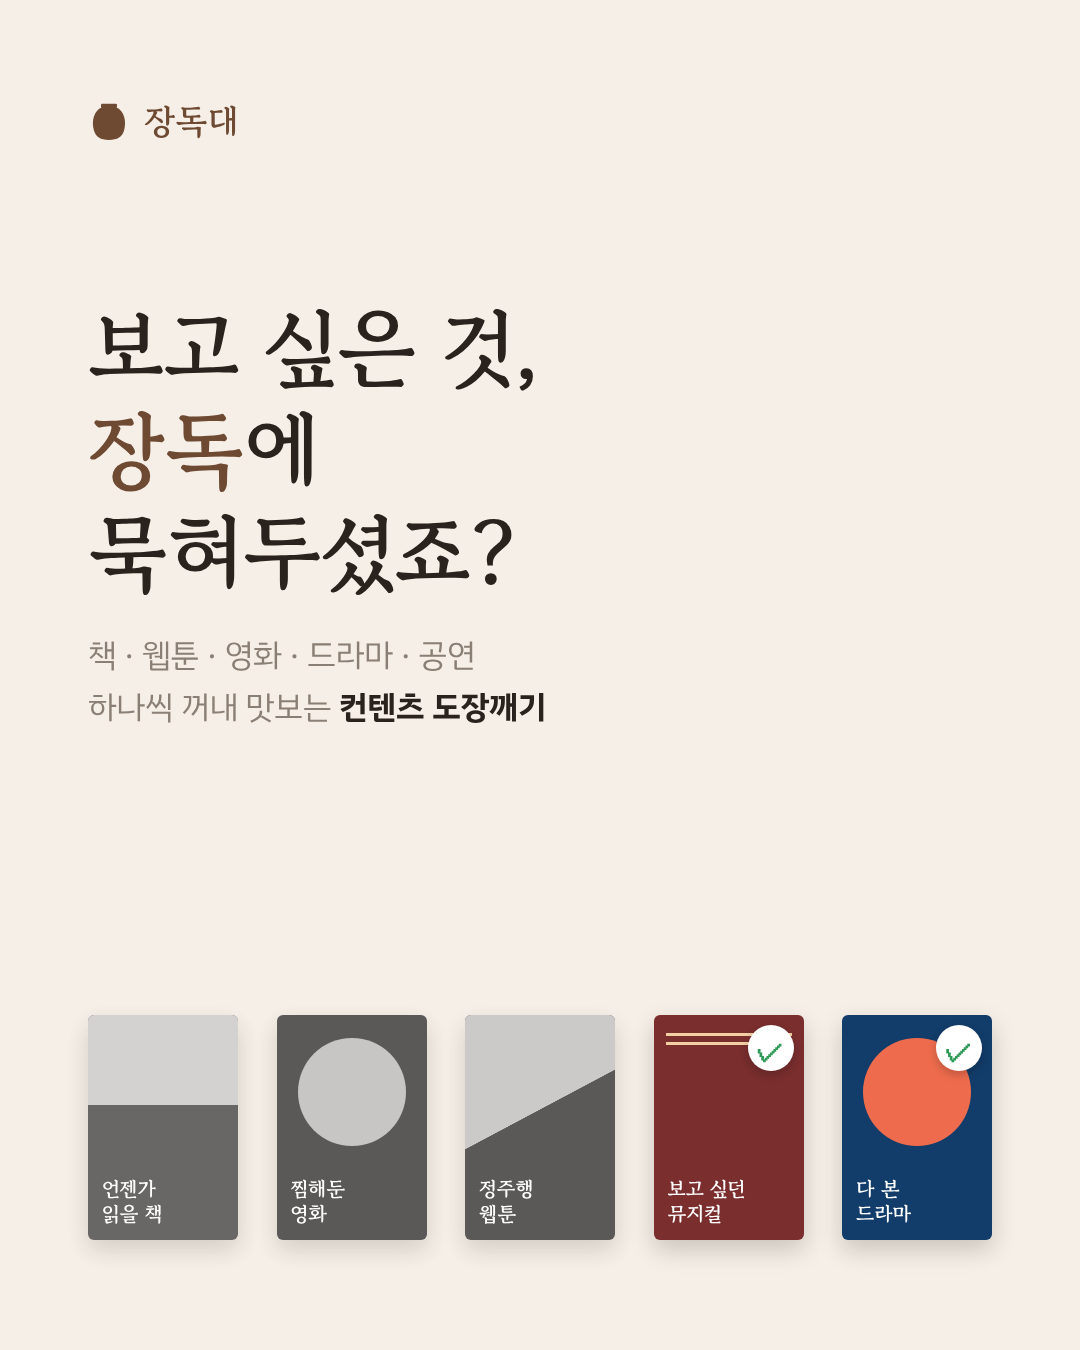 장독대
보고 싶은 것,
장독에
묵혀두셨죠?
책 · 웹툰 · 영화 · 드라마 · 공연
하나씩 꺼내 맛보는 컨텐츠 도장깨기
언젠가
읽을 책
찜해둔
영화
정주행
웹툰
보고 싶던
뮤지컬
다 본
드라마